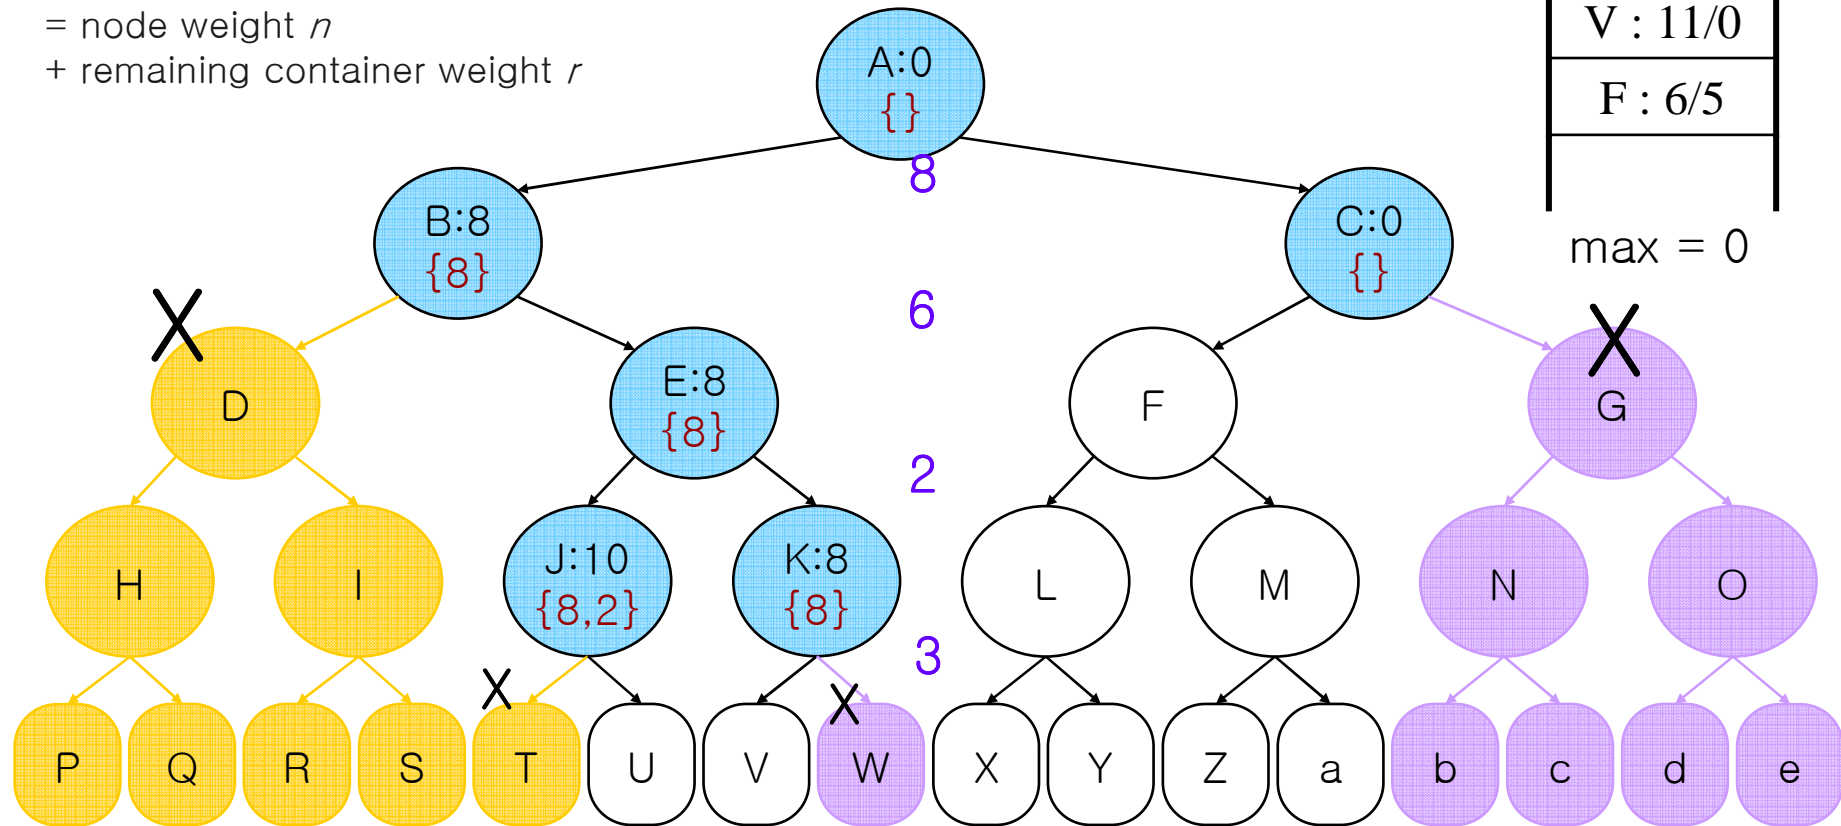 = node weight n
+ remaining container weight r
V : 11/0
F : 6/5
max = 0
A:0
{}
8
B:8
{8}
C:0
{}
6
X
X
D
E:8
{8}
F
G
2
H
I
J:10
{8,2}
K:8
{8}
L
M
N
O
3
X
X
P
Q
R
S
T
U
V
W
X
Y
Z
a
b
c
d
e